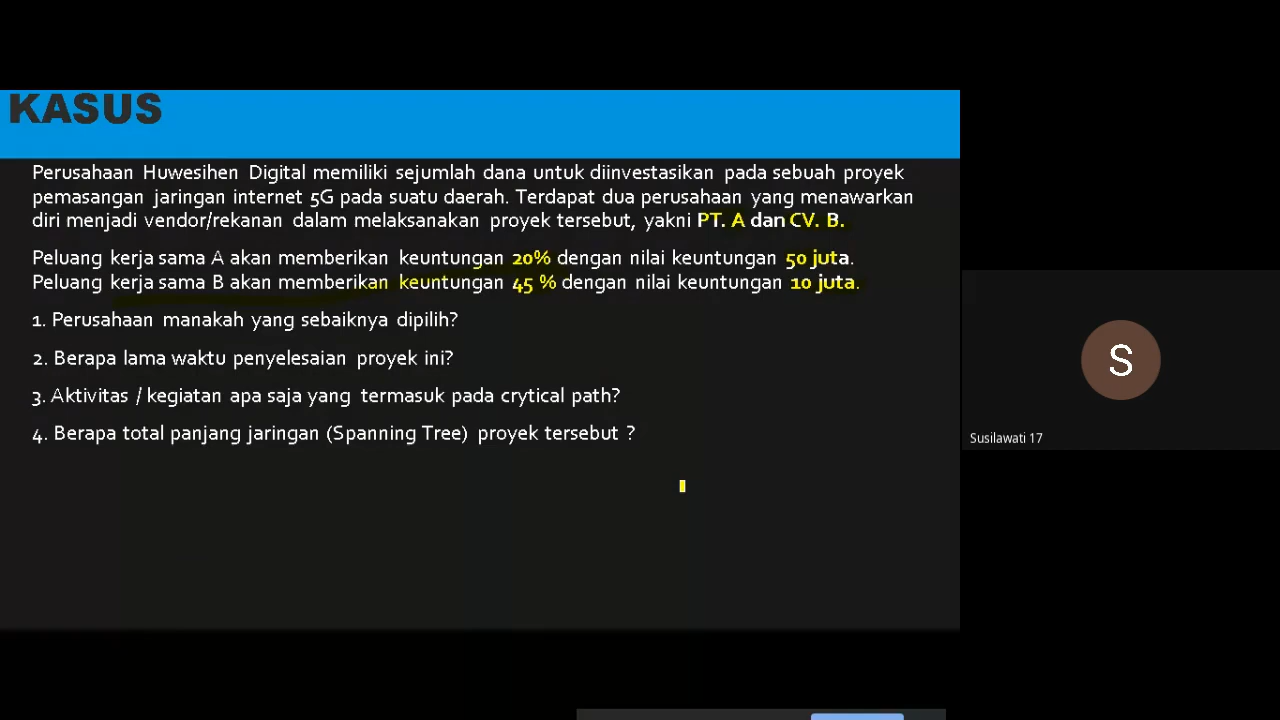 KASUS
Perusahaan Huwesihen Digital memiliki sejumlah dana untuk diinvestasikan pada sebuah proyek
pemasangan jaringan internet 5G pada suatu daerah. Terdapat dua perusahaan yang menawarkan
diri menjadi vendor/rekanan dalam melaksanakan proyek tersebut, yakni PT. A dan CV. B.
Peluang kerja sama A akan memberikan keuntungan 20% dengan nilai keuntungan 50 juta.
Peluang kerja sama B akan memberikan keuntungan 45 % dengan nilai keuntungan 10 juta.
1. Perusahaan manakah yang sebaiknya dipilih?
2. Berapa lama waktu penyelesaian proyek ini?
3. Aktivitas / kegiatan apa saja yang termasuk pada crytical path?
4. Berapa total panjang jaringan (Spanning Tree) proyek tersebut ?
S
Susilawati 17